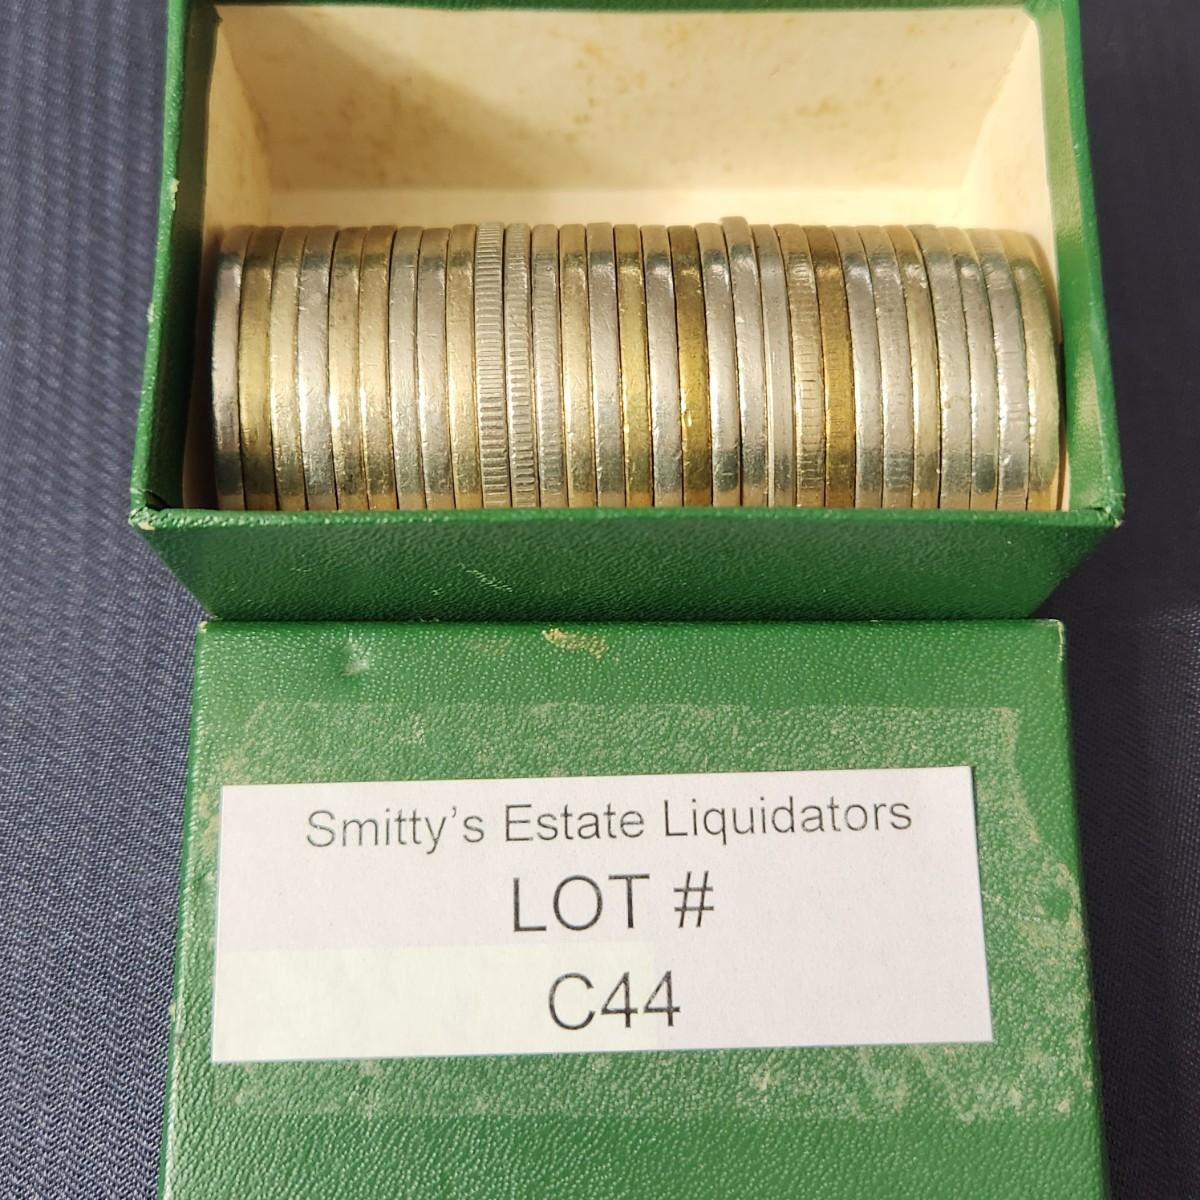 Smitty's Estate Liquidators
LOT #
C44